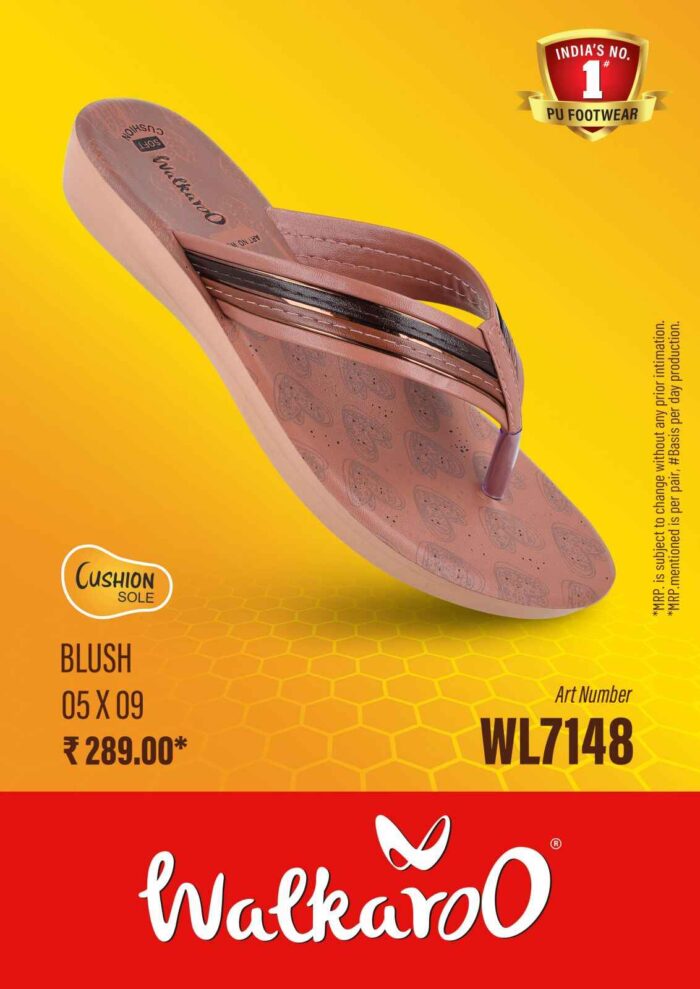 INDIA'S NO.
1#
PU FOOTWEAR
CUSHION
SOFT
Walkaroo
ART NO. WL
*MRP. is subject to change without any prior intimation.
*MRP.mentioned is per pair, #Basis per day production.
CUSHION
SOLE
BLUSH
05 X 09
₹ 289.00*
Art Number
WL7148
Walkaroo®